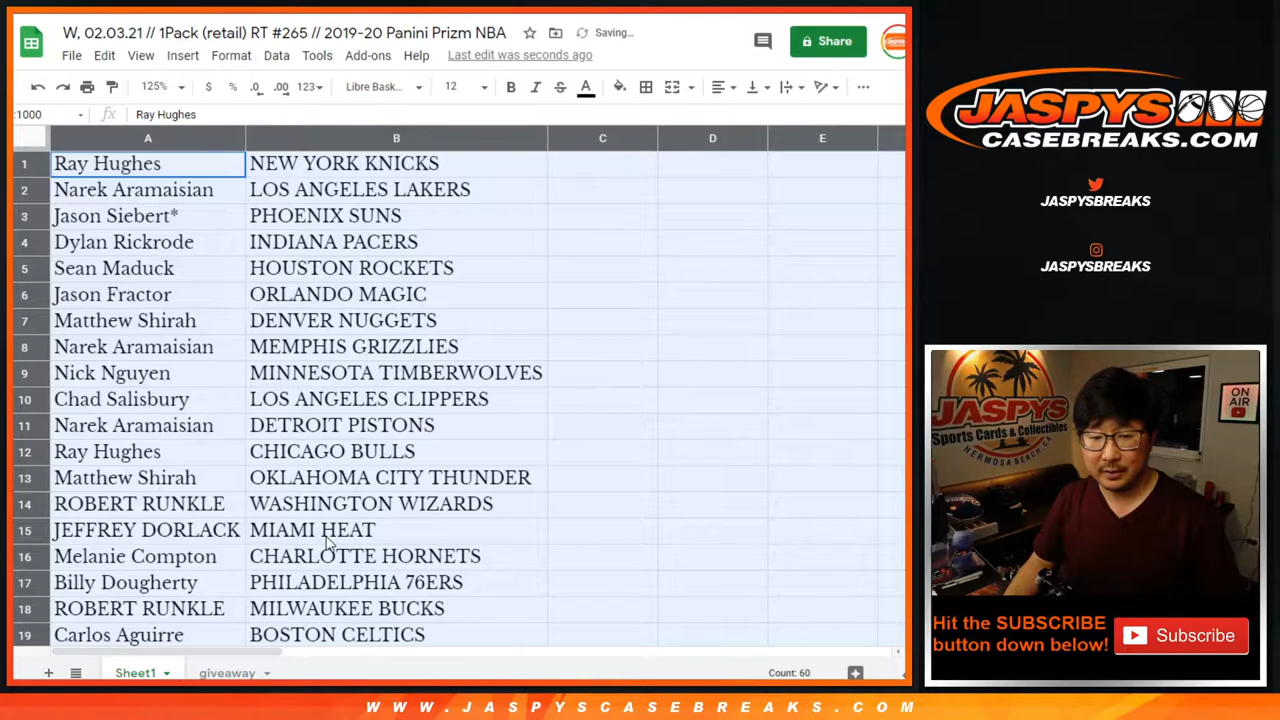 W, 02.03.21 // 1Pack (retail) RT #265 // 2019-20 Panini Prizm NBA
Saving...
File Edit View Insert Format Data Tools Add-ons Help Last edit was seconds ago
Share
125% $ % .0 .00 123 Libre Bask... 12 B I S A
:1000 fx Ray Hughes
A B C D E
1 Ray Hughes NEW YORK KNICKS
2 Narek Aramaisian LOS ANGELES LAKERS
3 Jason Siebert* PHOENIX SUNS
4 Dylan Rickrode INDIANA PACERS
5 Sean Maduck HOUSTON ROCKETS
6 Jason Fractor ORLANDO MAGIC
7 Matthew Shirah DENVER NUGGETS
8 Narek Aramaisian MEMPHIS GRIZZLIES
9 Nick Nguyen MINNESOTA TIMBERWOLVES
10 Chad Salisbury LOS ANGELES CLIPPERS
11 Narek Aramaisian DETROIT PISTONS
12 Ray Hughes CHICAGO BULLS
13 Matthew Shirah OKLAHOMA CITY THUNDER
14 ROBERT RUNKLE WASHINGTON WIZARDS
15 JEFFREY DORLACK MIAMI HEAT
16 Melanie Compton CHARLOTTE HORNETS
17 Billy Dougherty PHILADELPHIA 76ERS
18 ROBERT RUNKLE MILWAUKEE BUCKS
19 Carlos Aguirre BOSTON CELTICS
Sheet1 giveaway Count: 60
JASPYS
CASEBREAKS.COM
JASPYSBREAKS
JASPYSBREAKS
JASPYS
Sports Cards & Collectibles
HERMOSA BEACH CA
ON AIR
Hit the SUBSCRIBE
button down below!
Subscribe
WWW.JASPYSCASEBREAKS.COM